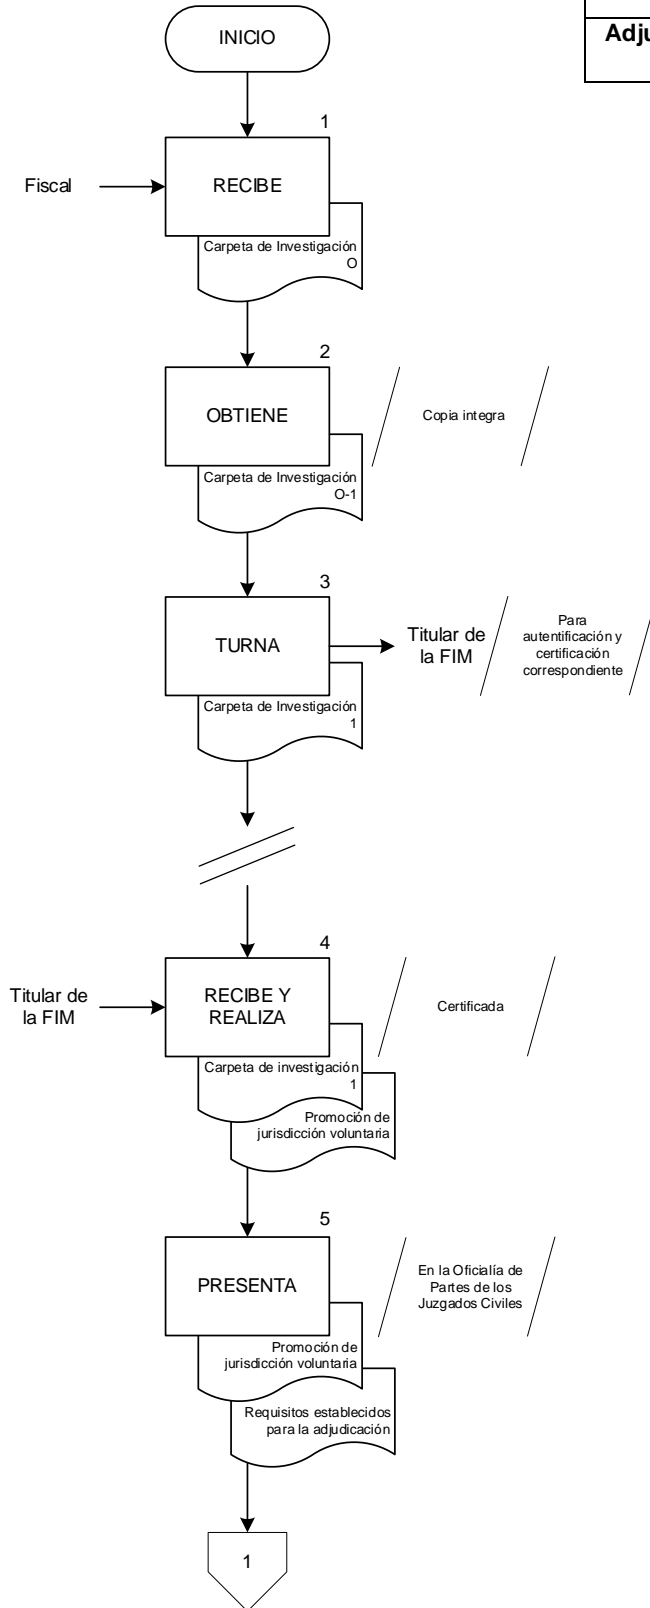 INICIO
Adju
1
Fiscal
RECIBE
Carpeta de Investigación
O
2
OBTIENE
Copia integra
Carpeta de Investigación
O-1
3
TURNA
Titular de
la FIM
Para
autentificación y
certificación
correspondiente
Carpeta de Investigación
1
4
Titular de
la FIM
RECIBE Y
REALIZA
Certificada
Carpeta de investigación
1
Promoción de
jurisdicción voluntaria
5
PRESENTA
En la Oficialía de
Partes de los
Juzgados Civiles
Promoción de
jurisdicción voluntaria
Requisitos establecidos
para la adjudicación
1